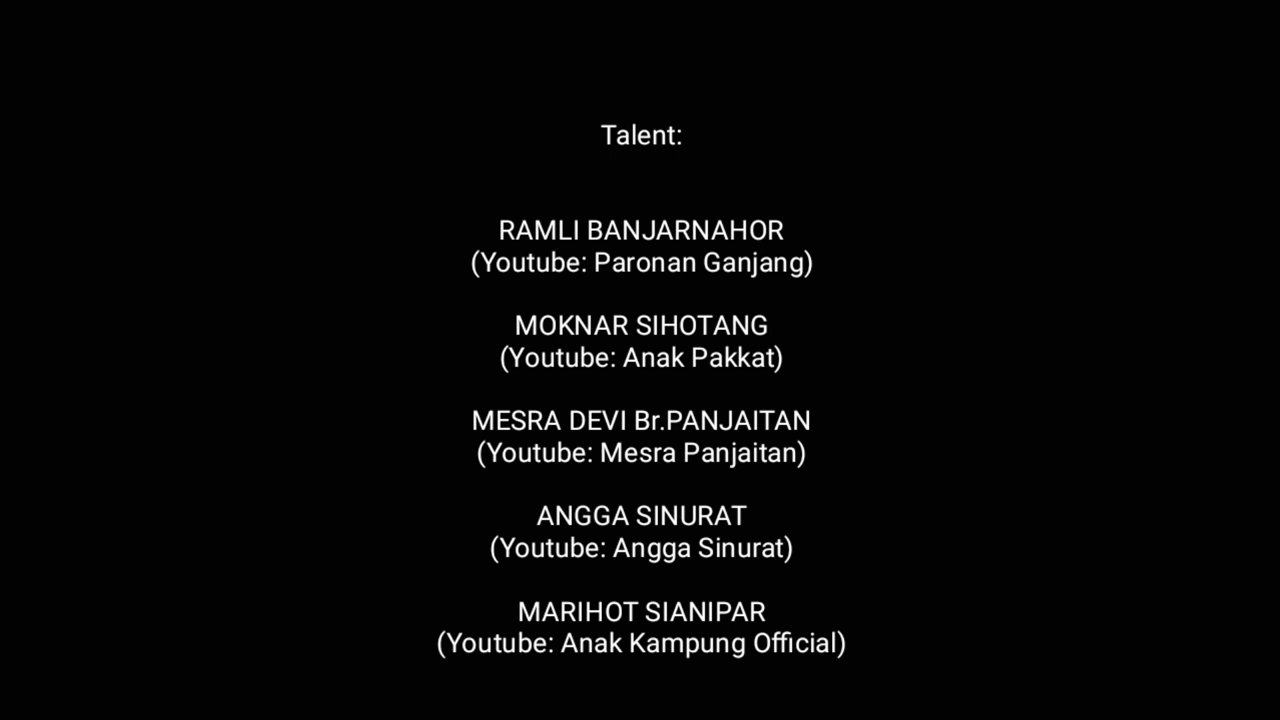 Talent:
RAMLI BANJARNAHOR
(Youtube: Paronan Ganjang)
MOKNAR SIHOTANG
(Youtube: Anak Pakkat)
MESRA DEVI Br.PANJAITAN
(Youtube: Mesra Panjaitan)
ANGGA SINURAT
(Youtube: Angga Sinurat)
MARIHOT SIANIPAR
(Youtube: Anak Kampung Official)